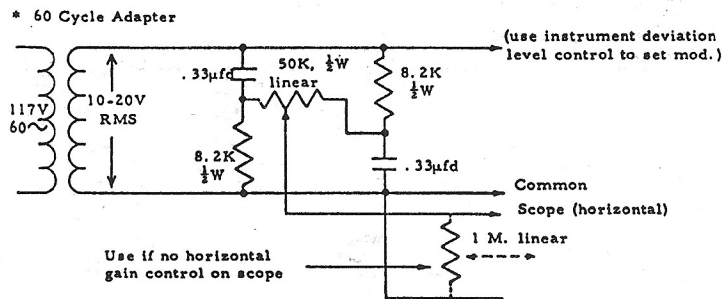 * 60 Cycle Adapter
(use instrument deviation
level control to set mod.)
.33μfd
50K, ½W
linear
8.2K
½W
117V
60~
10-20V
RMS
8.2K
½W
.33μfd
Common
Scope (horizontal)
1 M. linear
Use if no horizontal
gain control on scope